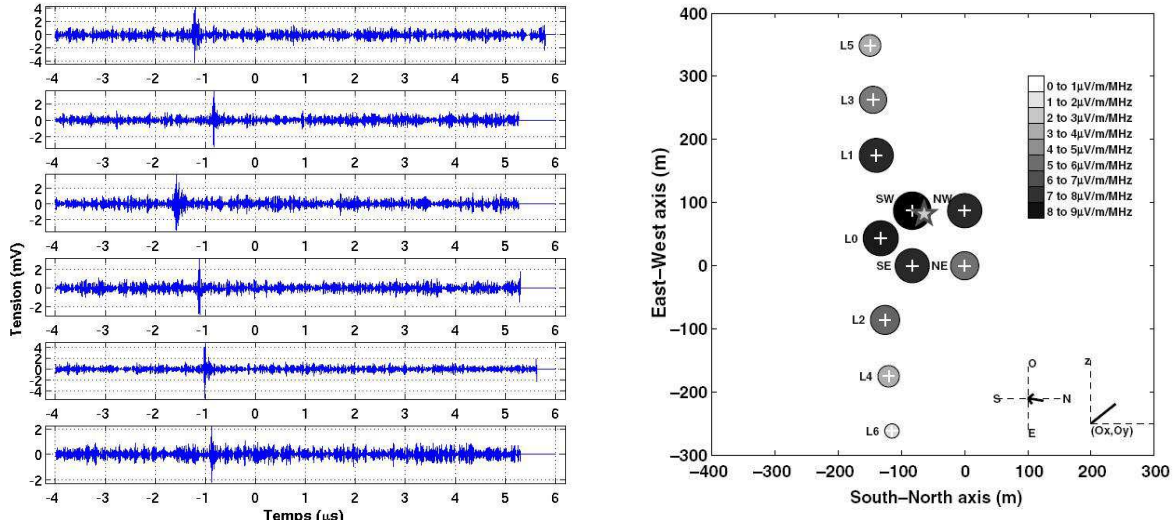 4
2
0
-2
-4
-4 -3 -2 -1 0 1 2 3 4 5 6
2
0
-2
-4 -3 -2 -1 0 1 2 3 4 5 6
2
0
-2
-4 -3 -2 -1 0 1 2 3 4 5 6
2
0
-2
-4 -3 -2 -1 0 1 2 3 4 5 6
4
2
0
-2
-4
-4 -3 -2 -1 0 1 2 3 4 5 6
2
0
-2
-4 -3 -2 -1 0 1 2 3 4 5 6
Tension (mV)
Temps (µs)
400
300
200
100
0
−100
−200
−300
−400 −300 −200 −100 0 100 200 300
East−West axis (m)
South−North axis (m)
L5
L3
L1
SW NW
L0
SE NE
L2
L4
L6
0 to 1µV/m/MHz
1 to 2µV/m/MHz
2 to 3µV/m/MHz
3 to 4µV/m/MHz
4 to 5µV/m/MHz
5 to 6µV/m/MHz
6 to 7µV/m/MHz
7 to 8µV/m/MHz
8 to 9µV/m/MHz
O
S N
E
z
(Ox,Oy)